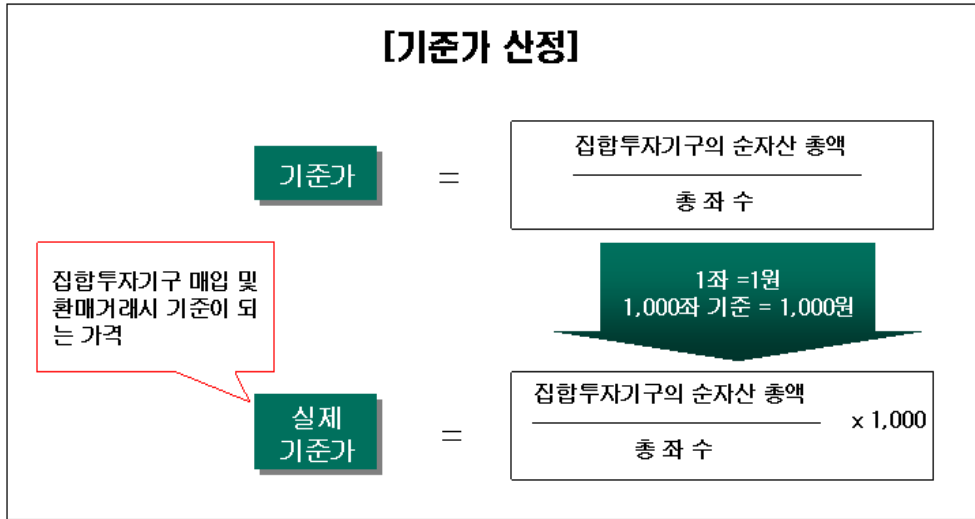 [기준가 산정]
기준가
=
집합투자기구의 순자산 총액
총 좌 수
1좌 =1원
1,000좌 기준 = 1,000원
집합투자기구 매입 및
환매거래시 기준이 되
는 가격
실제
기준가
=
집합투자기구의 순자산 총액
총 좌 수
x 1,000